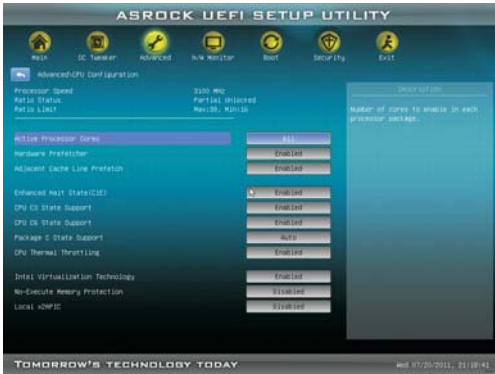 ASROCK UEFI SETUP UTILITY
Main OC Tweaker Advanced H/W Monitor Boot Security Exit
Advanced\CPU Configuration
Processor Speed 3100 MHz
Ratio Status Partial Unlocked
Ratio Limit Max:38, Min:16
Active Processor Cores All
Hardware Prefetcher Enabled
Adjacent Cache Line Prefetch Enabled
Enhanced Halt State(C1E) Enabled
CPU C3 State Support Enabled
CPU C6 State Support Enabled
Package C State Support Auto
CPU Thermal Throttling Enabled
Intel Virtualization Technology Enabled
No-Execute Memory Protection Disabled
Local x2APIC Disabled
Description
Number of cores to enable in each
processor package.
TOMORROW'S TECHNOLOGY TODAY
Wed 07/20/2011, 21:18:41